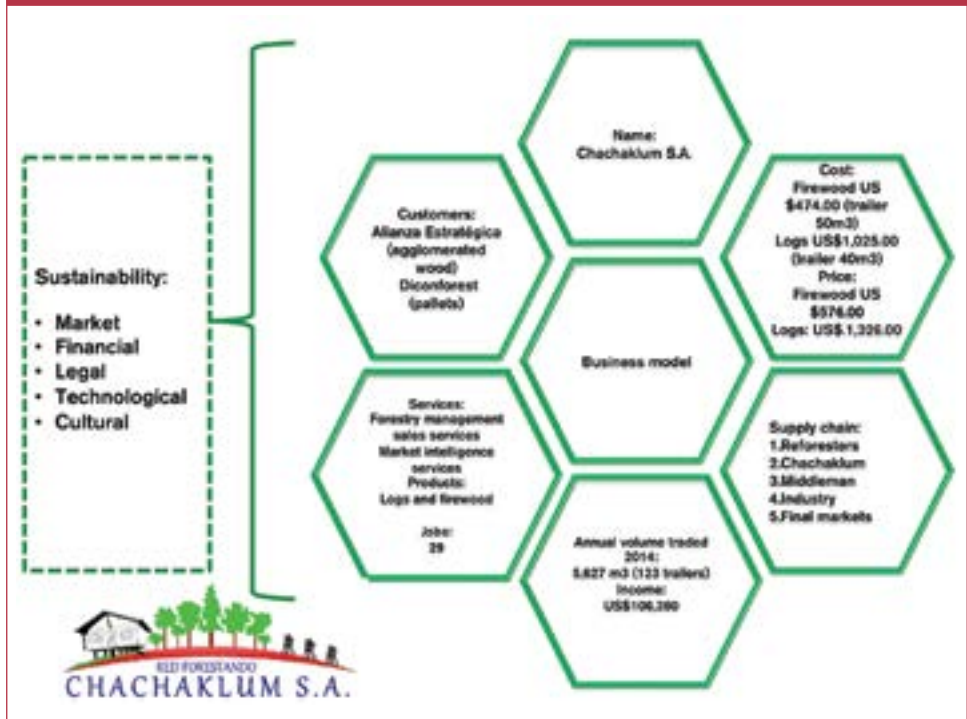 Sustainability:
• Market
• Financial
• Legal
• Technological
• Cultural
Name:
Chachaklum S.A.
Customers:
Alianza Estratégica
(agglomerated
wood)
Diconforest
(pallets)
Cost:
Firewood US
$474.00 (trailer
50m3)
Logs US$1,025.00
(trailer 40m3)
Price:
Firewood US
$576.00
Logs: US$.1,326.00
Business model
Services:
Forestry management
sales services
Market intelligence
services
Products:
Logs and firewood
Jobs:
29
Supply chain:
1.Reforesters
2.Chachaklum
3.Middleman
4.Industry
5.Final markets
Annual volume traded
2014:
5,627 m3 (123 trailers)
Income:
US$106,260
RED FORESTANDO
CHACHAKLUM S.A.